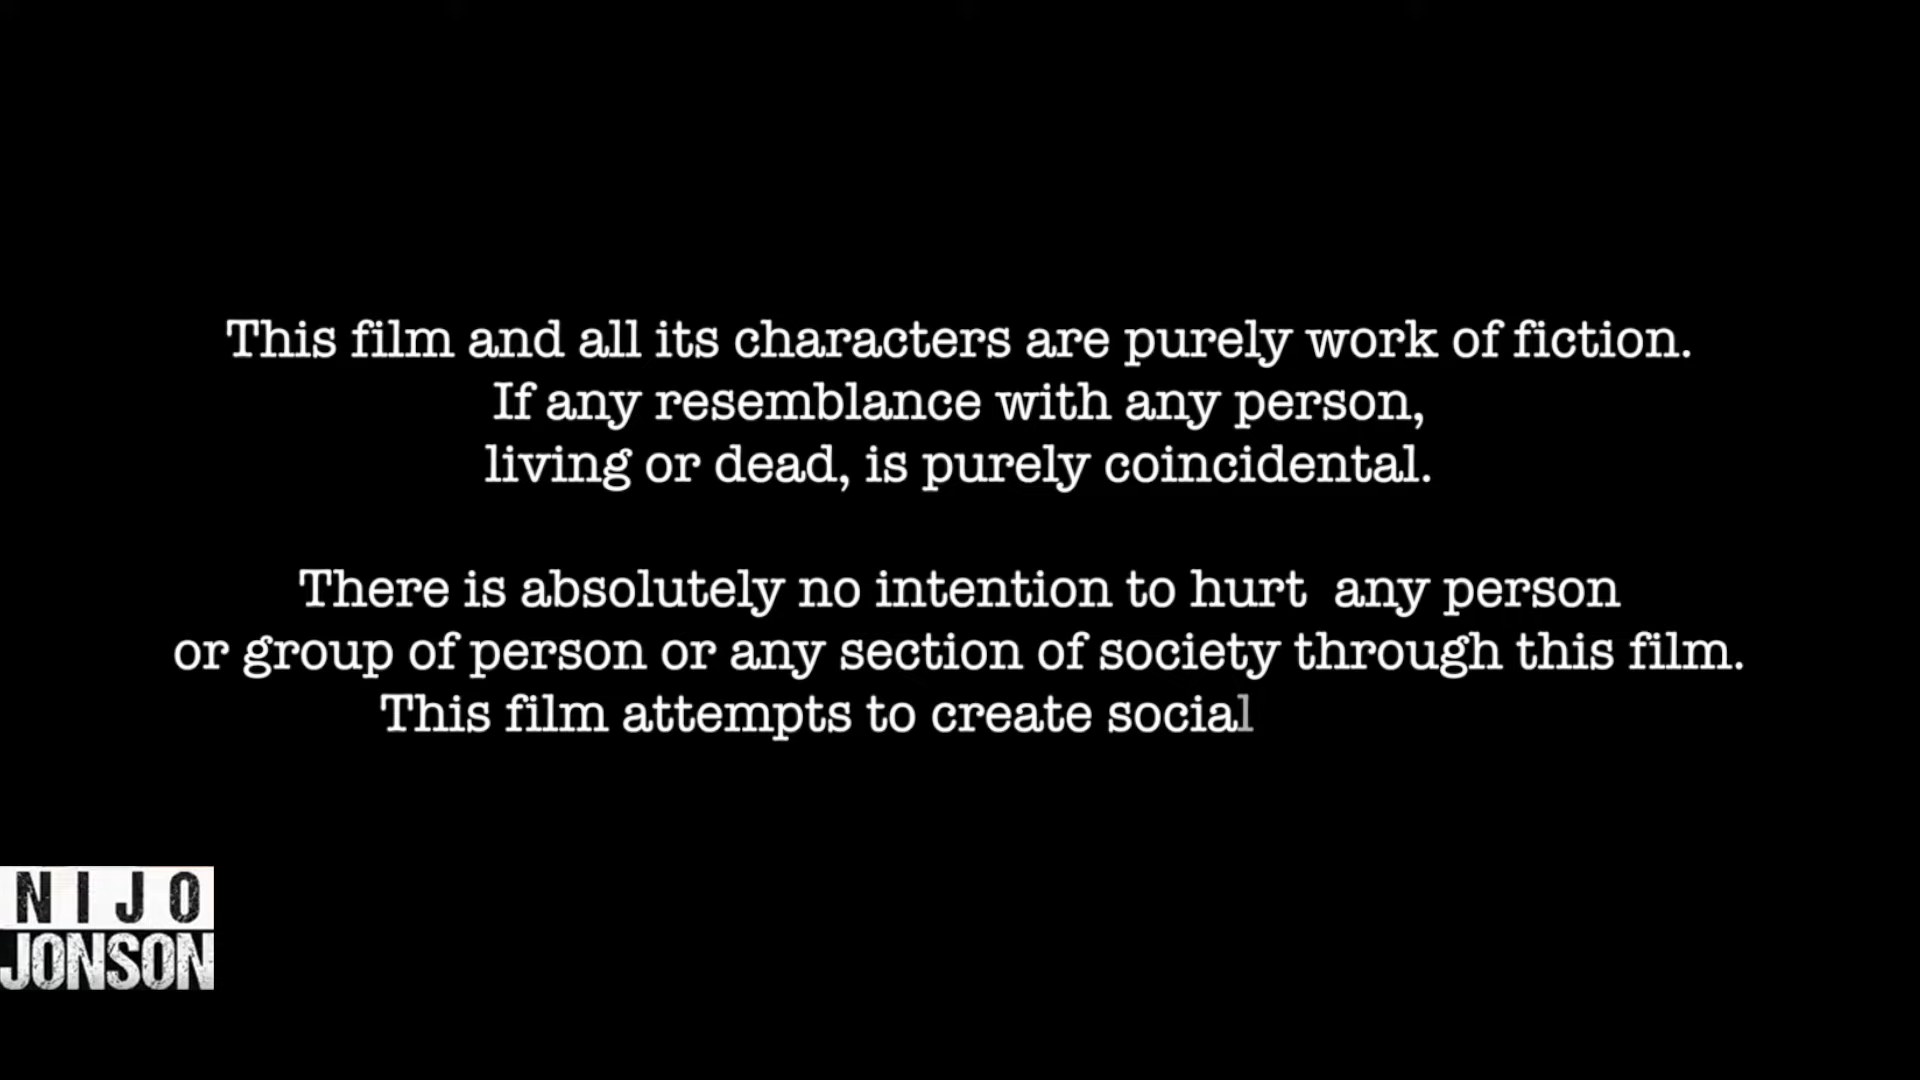 This film and all its characters are purely work of fiction.
If any resemblance with any person,
living or dead, is purely coincidental.
There is absolutely no intention to hurt  any person
or group of person or any section of society through this film.
This film attempts to create social
NIJO
JONSON